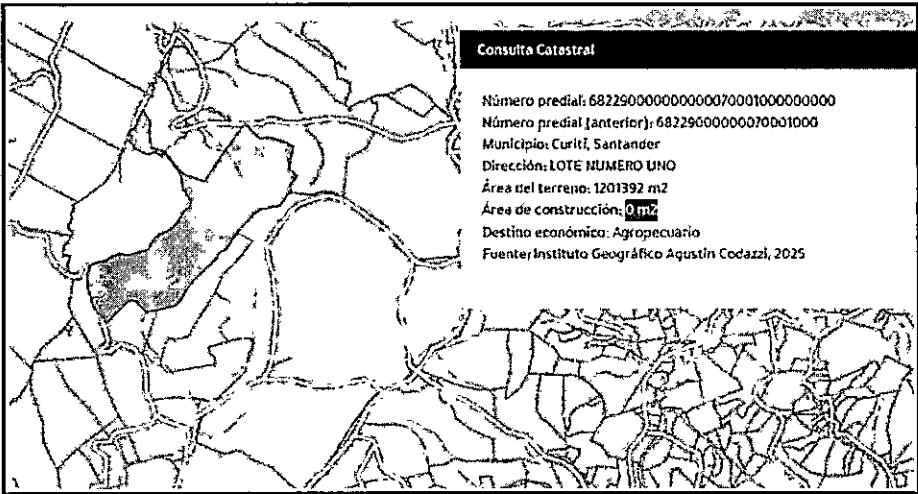 Consulta Catastral
Número predial: 682290000000000070001000000000
Número predial (anterior): 68229000000070001000
Municipio: Curití, Santander
Dirección: LOTE NUMERO UNO
Área del terreno: 1201392 m2
Área de construcción: 0 m2
Destino económico: Agropecuario
Fuente: Instituto Geográfico Agustín Codazzi, 2025